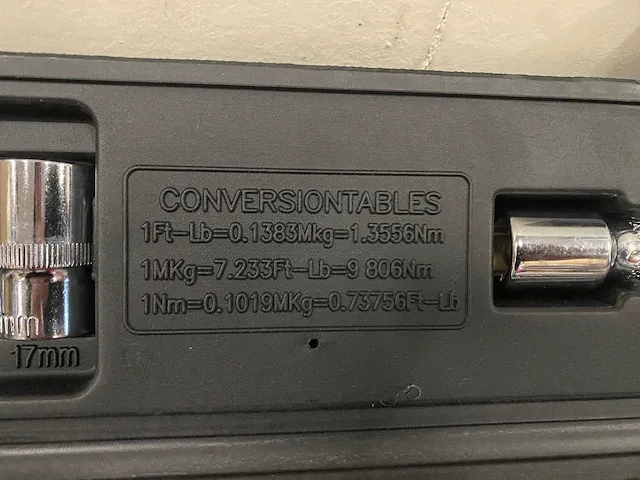 CONVERSIONTABLES
1Ft-Lb=0.1383Mkg=1.3556Nm
1MKg=7.233Ft-Lb=9 806Nm
1Nm=0.1019MKg=0.73756Ft-Lb
17mm